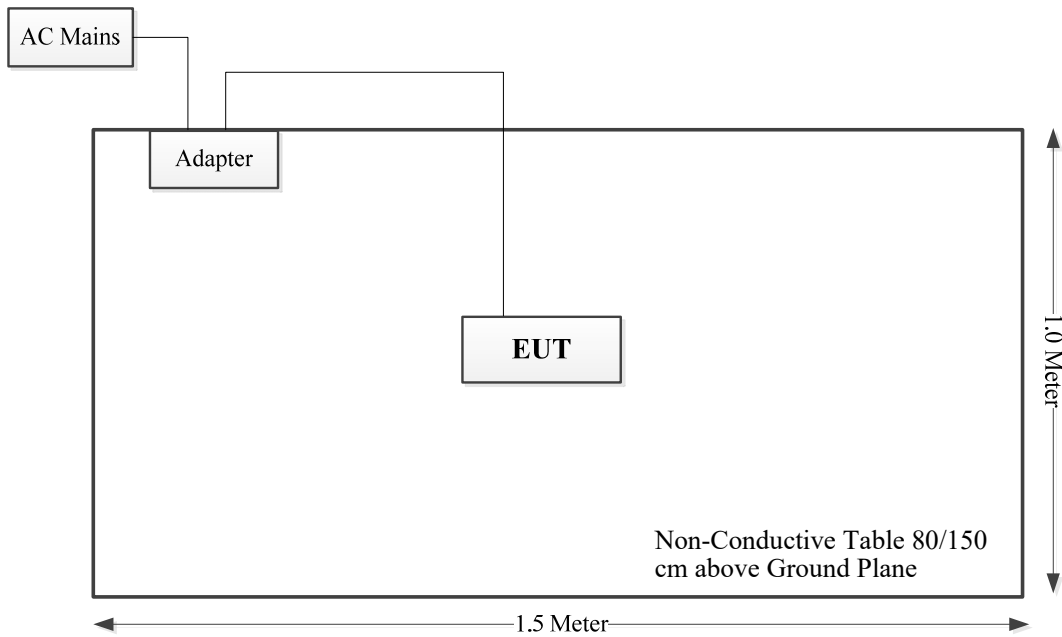 AC Mains
Adapter
EUT
1.0 Meter
Non-Conductive Table 80/150
cm above Ground Plane
1.5 Meter